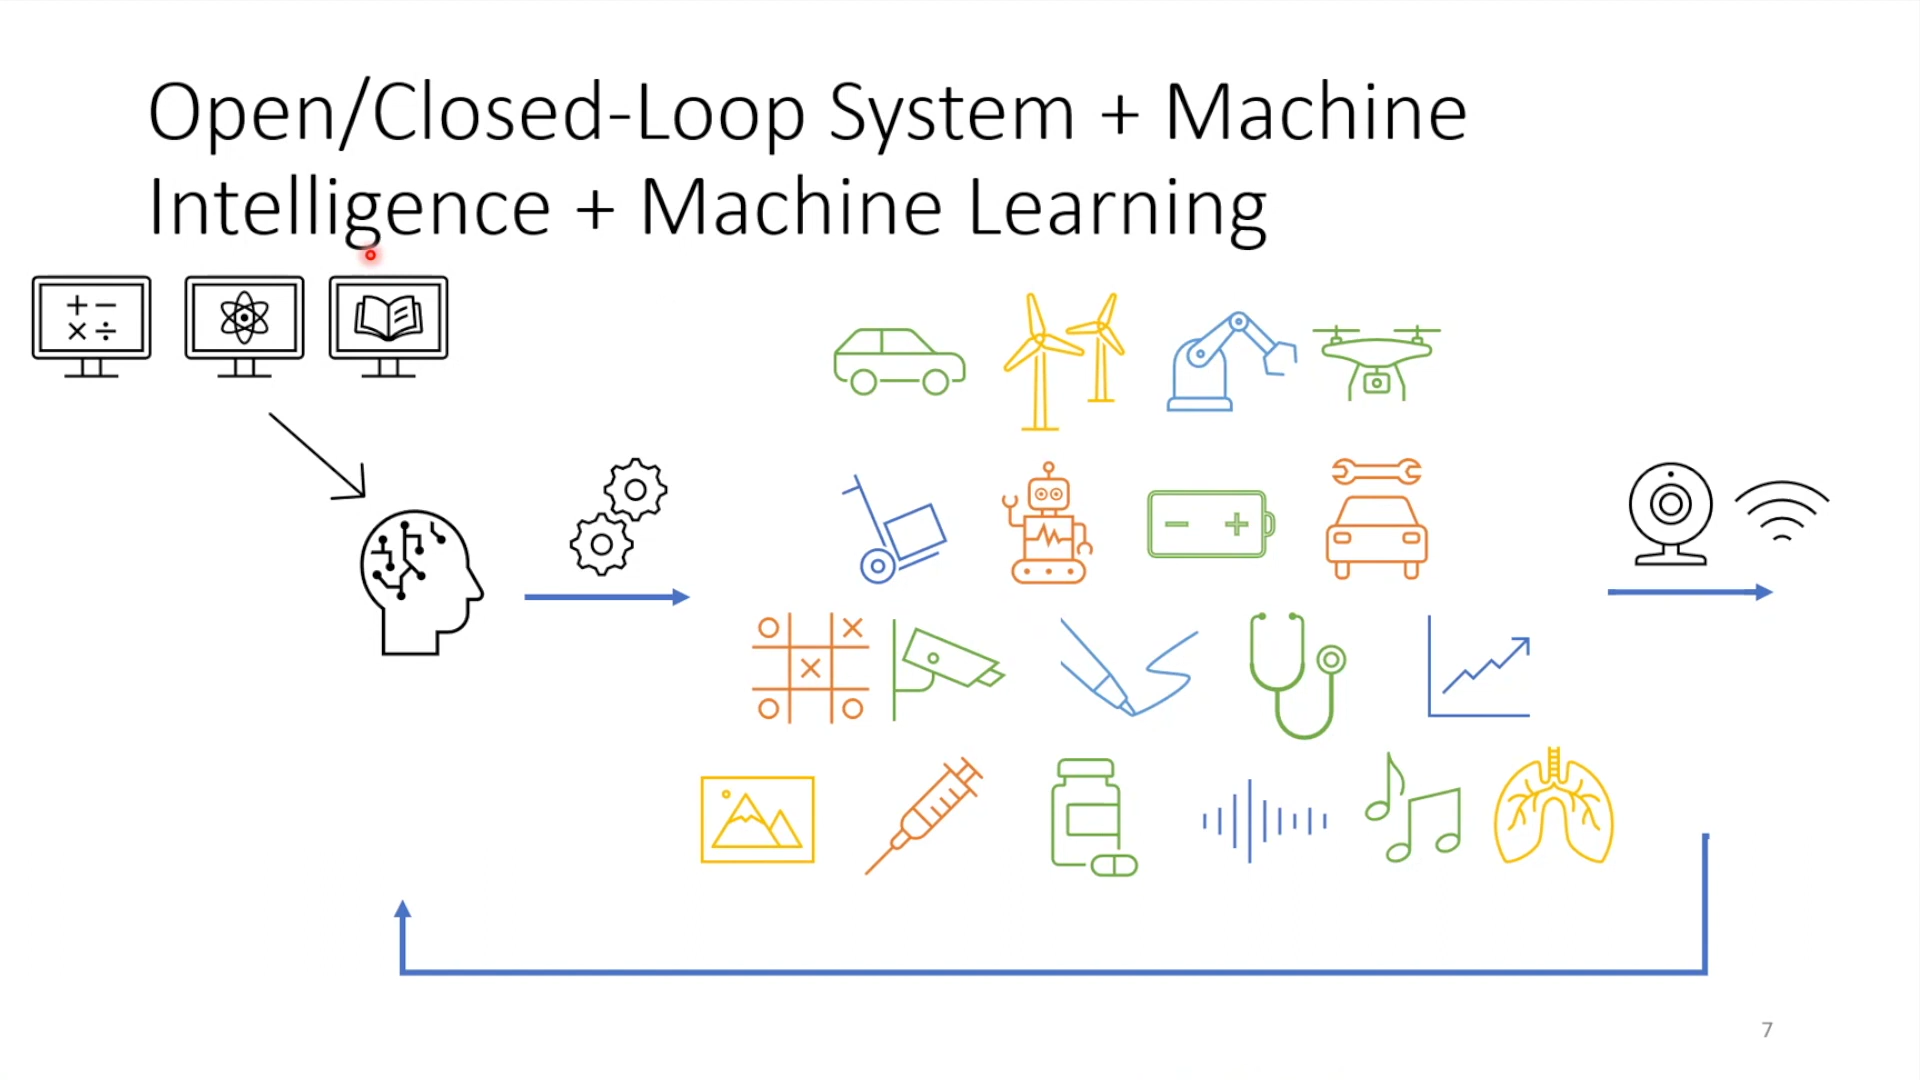 Open/Closed-Loop System + Machine
Intelligence + Machine Learning
7